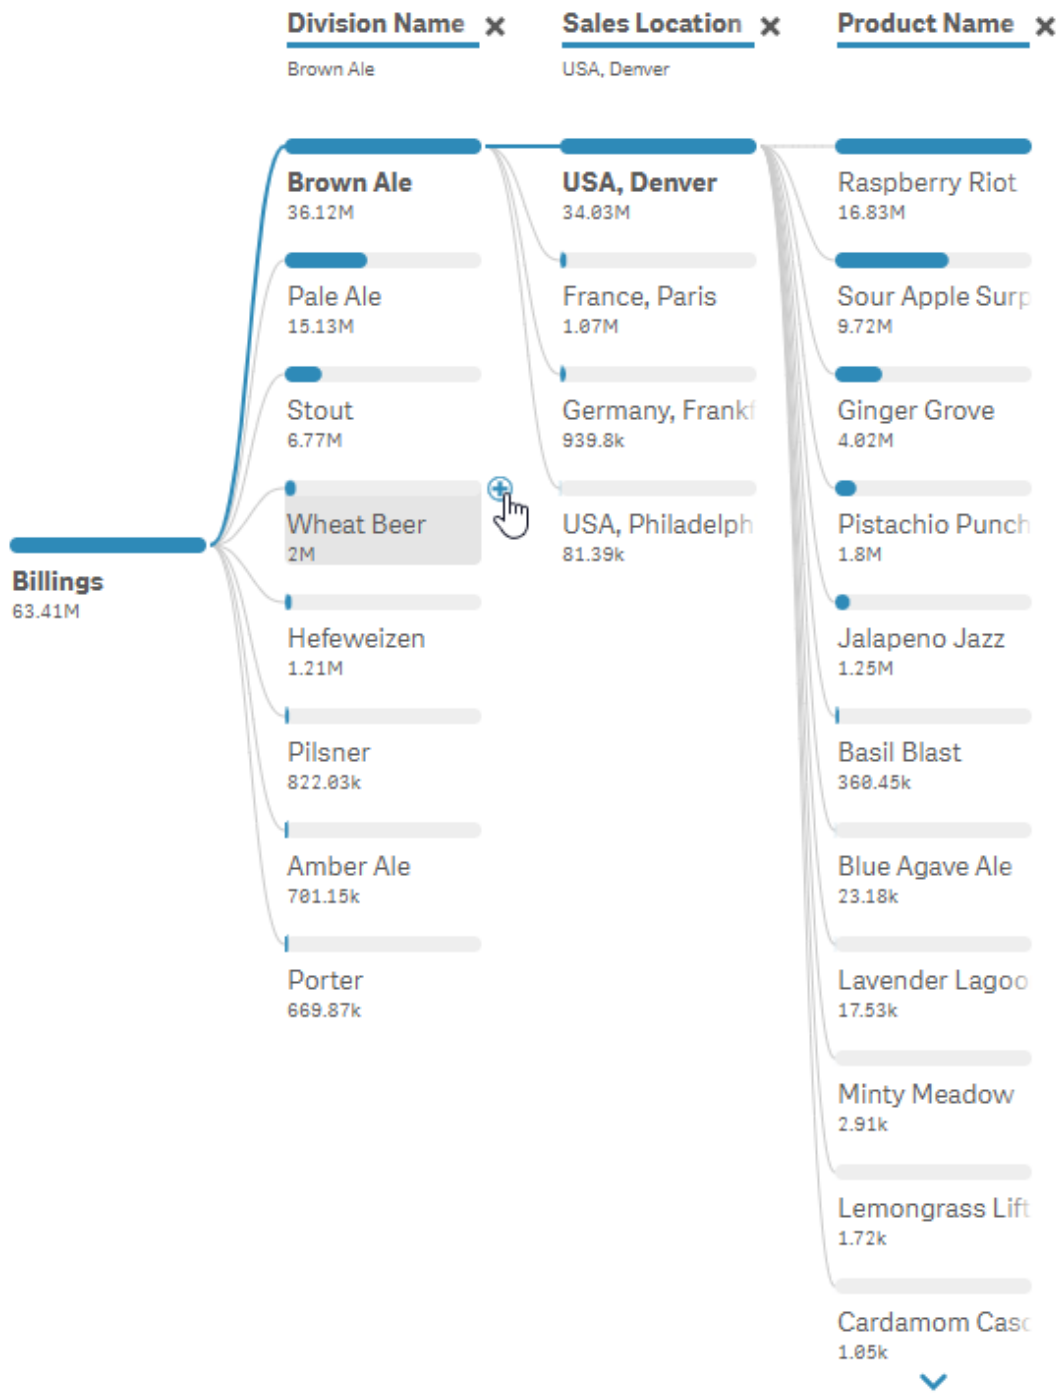 Division Name
Sales Location
Product Name
Brown Ale
USA, Denver
Brown Ale
36.12M
Pale Ale
15.13M
Stout
6.77M
Wheat Beer
2M
Hefeweizen
1.21M
Pilsner
822.03k
Amber Ale
701.15k
Porter
669.87k
USA, Denver
34.03M
France, Paris
1.07M
Germany, Frankf
939.8k
USA, Philadelph
81.39k
Raspberry Riot
16.83M
Sour Apple Surp
9.72M
Ginger Grove
4.02M
Pistachio Punch
1.8M
Jalapeno Jazz
1.25M
Basil Blast
360.45k
Blue Agave Ale
23.18k
Lavender Lagoo
17.53k
Minty Meadow
2.91k
Lemongrass Lift
1.72k
Cardamom Casc
1.05k
Billings
63.41M